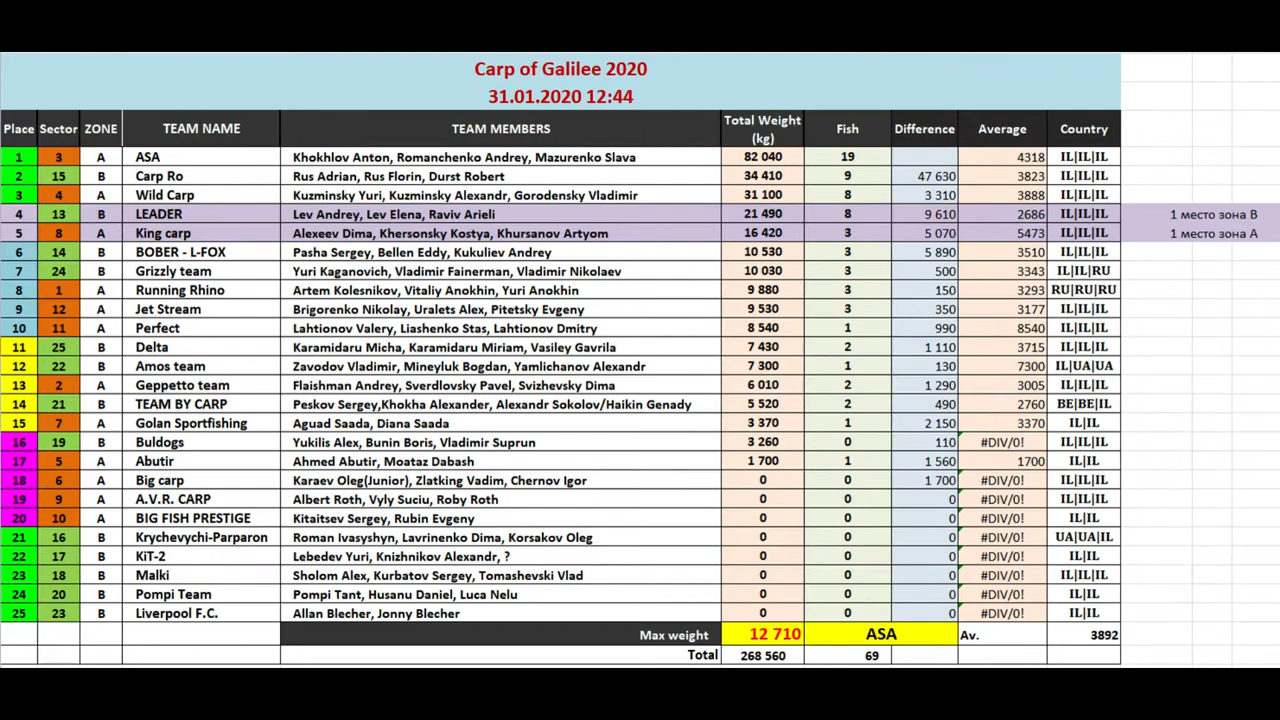 Carp of Galilee 2020
31.01.2020 12:44
Place Sector ZONE TEAM NAME TEAM MEMBERS Total Weight (kg) Fish Difference Average Country
1 3 A ASA Khokhlov Anton, Romanchenko Andrey, Mazurenko Slava 82 040 19 4318 IL|IL|IL
2 15 B Carp Ro Rus Adrian, Rus Florin, Durst Robert 34 410 9 47 630 3823 IL|IL|IL
3 4 A Wild Carp Kuzminsky Yuri, Kuzminsky Alexandr, Gorodensky Vladimir 31 100 8 3 310 3888 IL|IL|IL
4 13 B LEADER Lev Andrey, Lev Elena, Raviv Arieli 21 490 8 9 610 2686 IL|IL|IL 1 место зона B
5 8 A King carp Alexeev Dima, Khersonsky Kostya, Khursanov Artyom 16 420 3 5 070 5473 IL|IL|IL 1 место зона A
6 14 B BOBER - L-FOX Pasha Sergey, Bellen Eddy, Kukuliev Andrey 10 530 3 5 890 3510 IL|IL|IL
7 24 B Grizzly team Yuri Kaganovich, Vladimir Fainerman, Vladimir Nikolaev 10 030 3 500 3343 IL|IL|RU
8 1 A Running Rhino Artem Kolesnikov, Vitaliy Anokhin, Yuri Anokhin 9 880 3 150 3293 RU|RU|RU
9 12 A Jet Stream Brigorenko Nikolay, Uralets Alex, Pitetsky Evgeny 9 530 3 350 3177 IL|IL|IL
10 11 A Perfect Lahtionov Valery, Liashenko Stas, Lahtionov Dmitry 8 540 1 990 8540 IL|IL|IL
11 25 B Delta Karamidaru Micha, Karamidaru Miriam, Vasiley Gavrila 7 430 2 1 110 3715 IL|IL|IL
12 22 B Amos team Zavodov Vladimir, Mineyluk Bogdan, Yamlichanov Alexandr 7 300 1 130 7300 IL|UA|UA
13 2 A Geppetto team Flaishman Andrey, Sverdlovsky Pavel, Svizhevsky Dima 6 010 2 1 290 3005 IL|IL|IL
14 21 B TEAM BY CARP Peskov Sergey,Khokha Alexander, Alexandr Sokolov/Haikin Genady 5 520 2 490 2760 BE|BE|IL
15 7 A Golan Sportfishing Aguad Saada, Diana Saada 3 370 1 2 150 3370 IL|IL
16 19 B Buldogs Yukilis Alex, Bunin Boris, Vladimir Suprun 3 260 0 110 #DIV/0! IL|IL|IL
17 5 A Abutir Ahmed Abutir, Moataz Dabash 1 700 1 1 560 1700 IL|IL
18 6 A Big carp Karaev Oleg(Junior), Zlatking Vadim, Chernov Igor 0 0 1 700 #DIV/0! IL|IL|IL
19 9 A A.V.R. CARP Albert Roth, Vyly Suciu, Roby Roth 0 0 0 #DIV/0! IL|IL|IL
20 10 A BIG FISH PRESTIGE Kitaitsev Sergey, Rubin Evgeny 0 0 0 #DIV/0! IL|IL
21 16 B Krychevychi-Parparon Roman Ivasyshyn, Lavrinenko Dima, Korsakov Oleg 0 0 0 #DIV/0! UA|UA|IL
22 17 B KiT-2 Lebedev Yuri, Knizhnikov Alexandr, ? 0 0 0 #DIV/0! IL|IL
23 18 B Malki Sholom Alex, Kurbatov Sergey, Tomashevski Vlad 0 0 0 #DIV/0! IL|IL|IL
24 20 B Pompi Team Pompi Tant, Husanu Daniel, Luca Nelu 0 0 0 #DIV/0! IL|IL
25 23 B Liverpool F.C. Allan Blecher, Jonny Blecher 0 0 0 #DIV/0! IL|IL
Max weight 12 710 ASA Av. 3892
Total 268 560 69